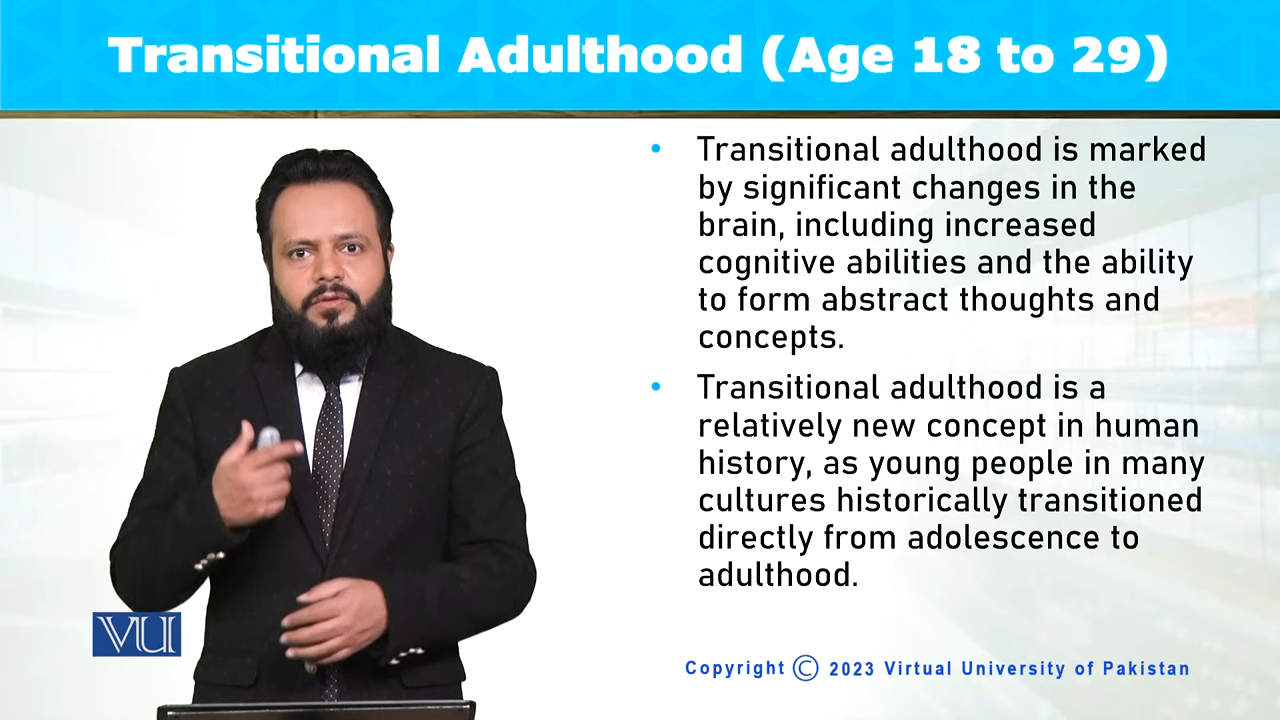 Transitional Adulthood (Age 18 to 29)
• Transitional adulthood is marked
by significant changes in the
brain, including increased
cognitive abilities and the ability
to form abstract thoughts and
concepts.
• Transitional adulthood is a
relatively new concept in human
history, as young people in many
cultures historically transitioned
directly from adolescence to
adulthood.
VU
Copyright © 2023 Virtual University of Pakistan